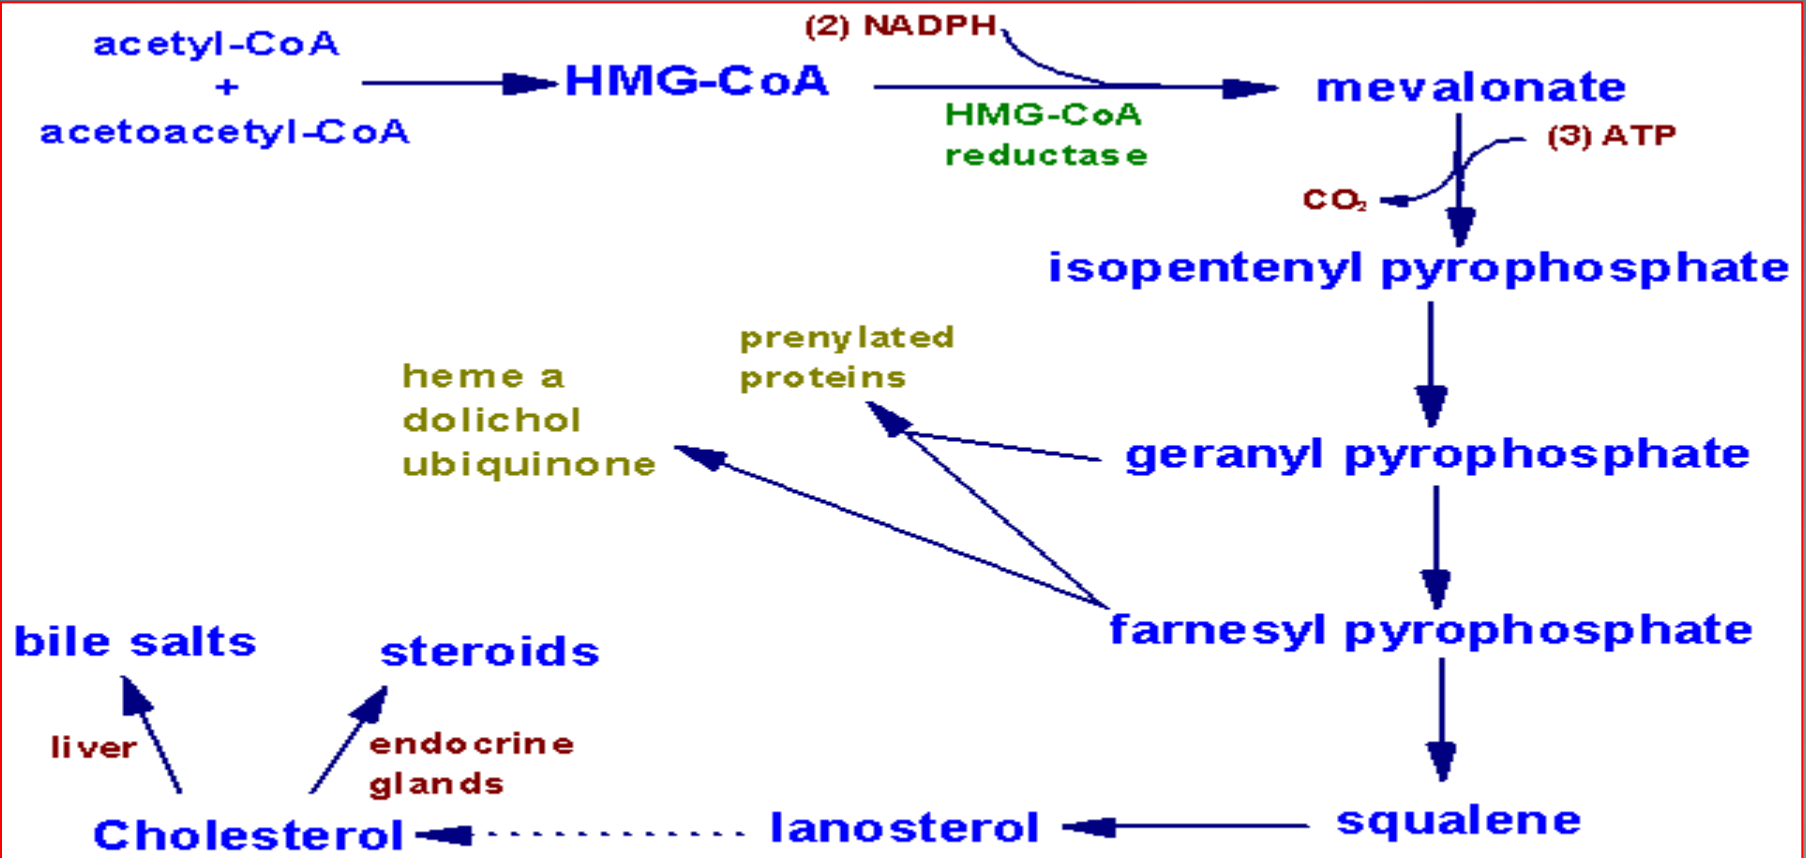 acetyl-CoA
+
acetoacetyl-CoA
HMG-CoA
(2) NADPH
HMG-CoA
reductase
mevalonate
(3) ATP
CO₂
isopentenyl pyrophosphate
prenylated
proteins
heme a
dolichol
ubiquinone
geranyl pyrophosphate
farnesyl pyrophosphate
bile salts
steroids
liver
endocrine
glands
Cholesterol
lanosterol
squalene